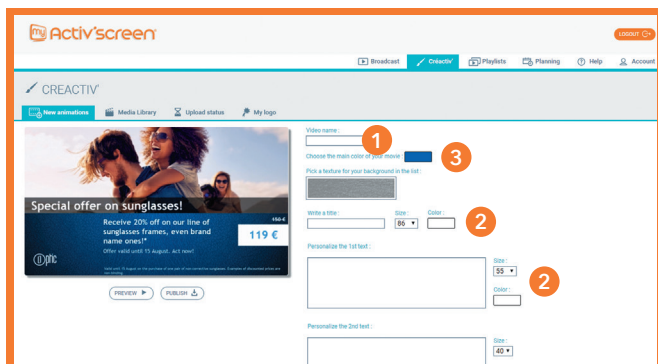 my Activ'screen
LOGOUT
Broadcast Créactiv' Playlists Planning Help Account
CREACTIV'
New animations Media Library Upload status My logo
Video name :
1
Choose the main color of your movie :
3
Pick a texture for your background in the list :
Special offer on sunglasses!
Receive 20% off on our line of
sunglasses frames, even brand
name ones!*
150 €
119 €
Offer valid until 15 August. Act now!
Optic
PREVIEW PUBLISH
Write a title : Size : Color :
86
2
Personalize the 1st text :
Size :
55
2
Color :
Personalize the 2nd text :
Size :
40